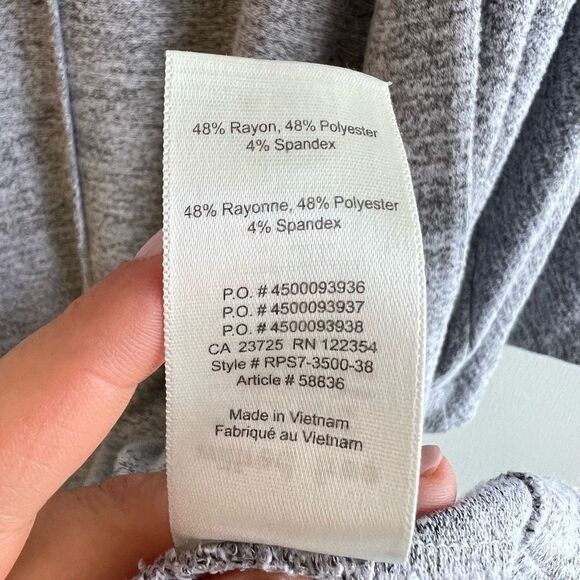 48% Rayon, 48% Polyester
4% Spandex
48% Rayonne, 48% Polyester
4% Spandex
P.O. # 4500093936
P.O. # 4500093937
P.O. # 4500093938
CA 23725 RN 122354
Style # RPS7-3500-38
Article # 58836
Made in Vietnam
Fabriqué au Vietnam